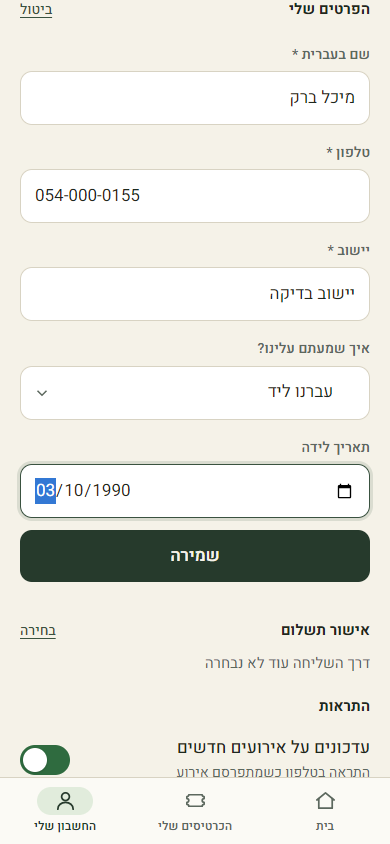 הפרטים שלי
ביטול
שם בעברית *
מיכל ברק
טלפון *
054-000-0155
יישוב *
יישוב בדיקה
איך שמעתם עלינו?
עברנו ליד
תאריך לידה
03/10/1990
שמירה
אישור תשלום
בחירה
דרך השליחה עוד לא נבחרה
התראות
עדכונים על אירועים חדשים
התראה בטלפון כשמתפרסם אירוע
בית
הכרטיסים שלי
החשבון שלי